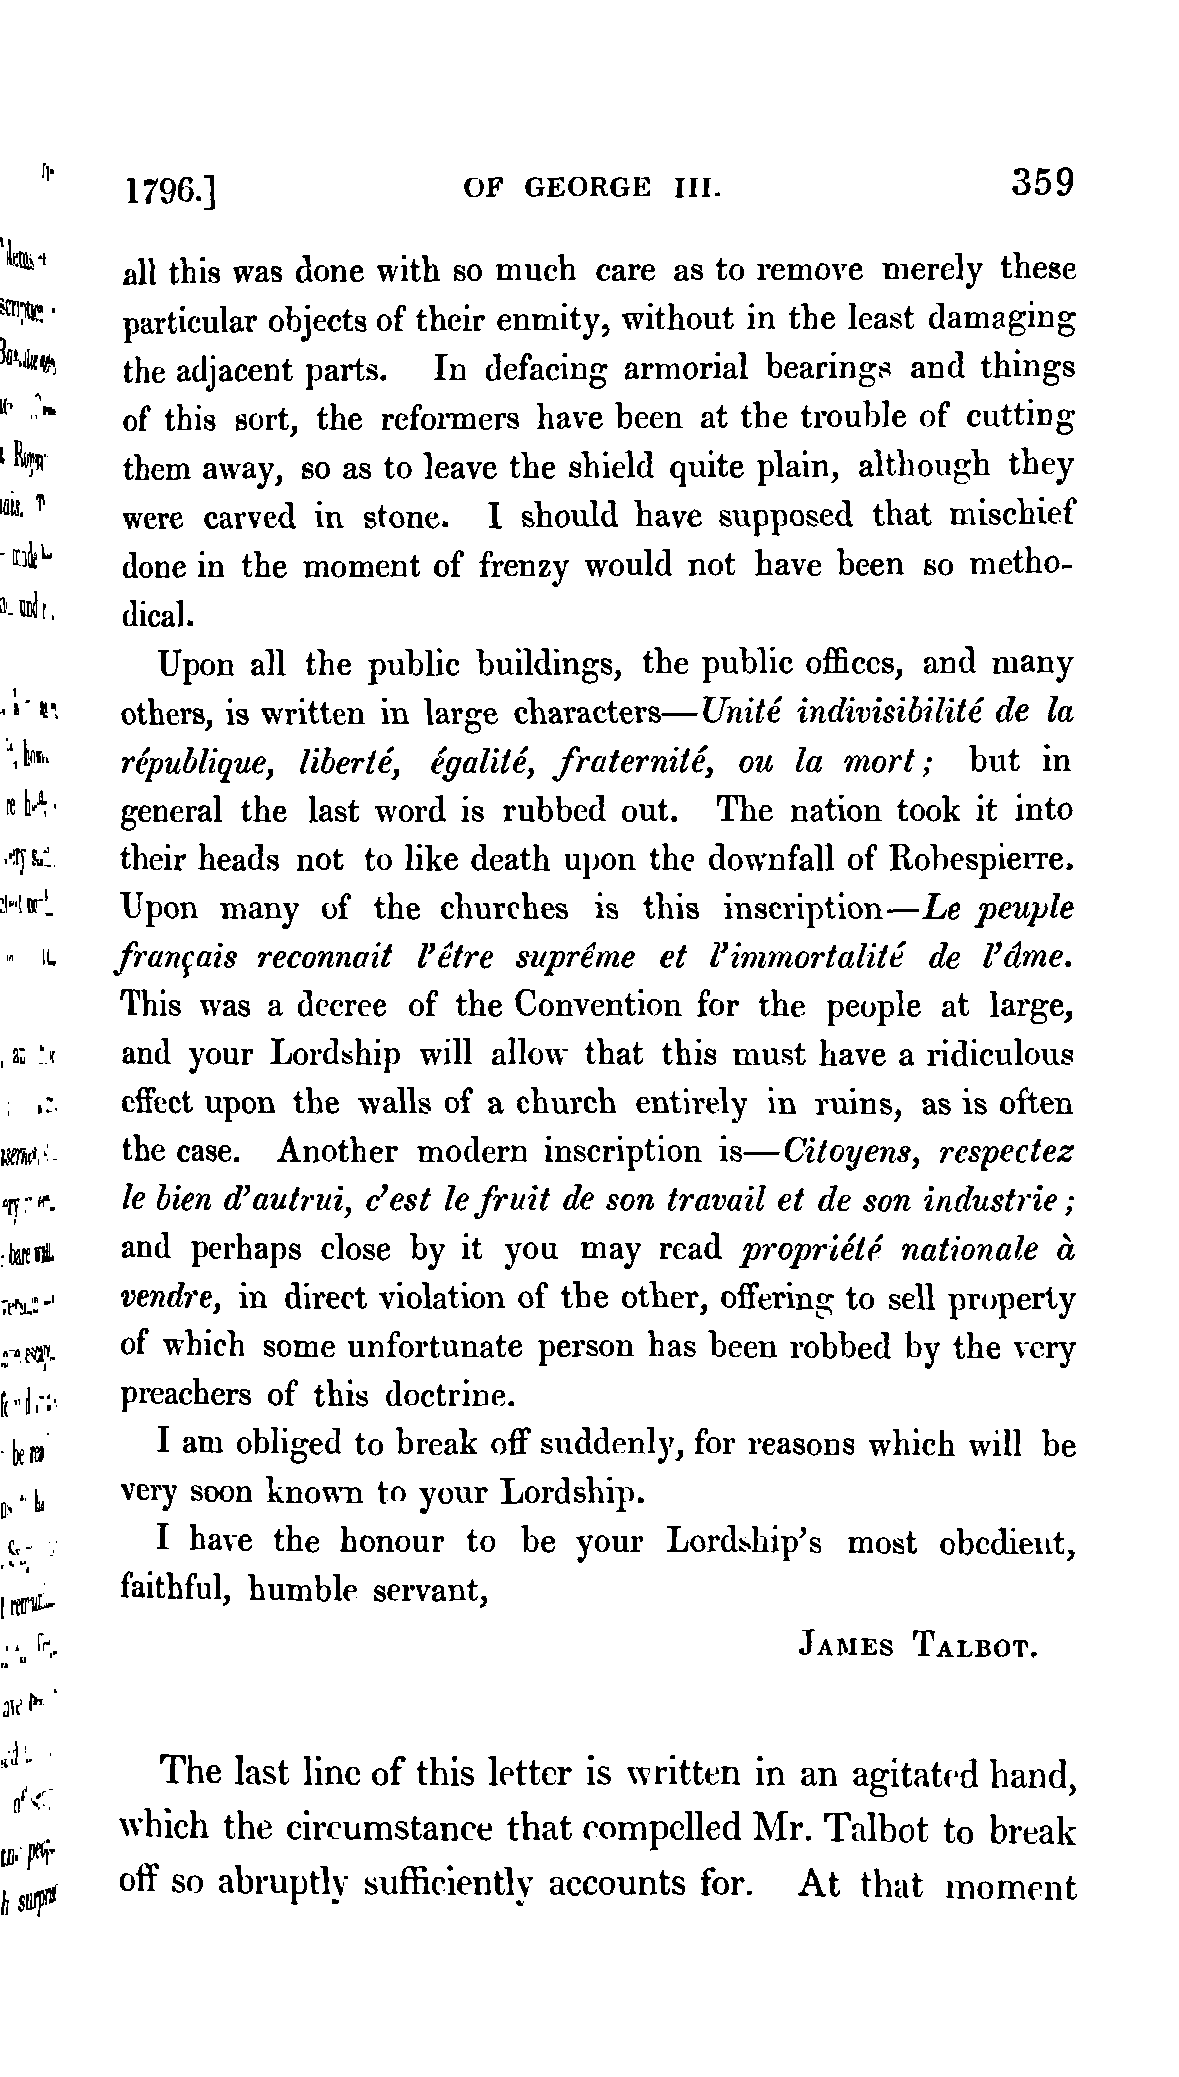 1796.] OF GEORGE III. 359
all this was done with so much care as to remove merely these
particular objects of their enmity, without in the least damaging
the adjacent parts. In defacing armorial bearings and things
of this sort, the reformers have been at the trouble of cutting
them away, so as to leave the shield quite plain, although they
were carved in stone. I should have supposed that mischief
done in the moment of frenzy would not have been so metho-
dical.
Upon all the public buildings, the public offices, and many
others, is written in large characters—Unité indivisibilité de la
république, liberté, égalité, fraternité, ou la mort; but in
general the last word is rubbed out. The nation took it into
their heads not to like death upon the downfall of Robespierre.
Upon many of the churches is this inscription—Le peuple
français reconnait l'être suprême et l'immortalité de l'âme.
This was a decree of the Convention for the people at large,
and your Lordship will allow that this must have a ridiculous
effect upon the walls of a church entirely in ruins, as is often
the case. Another modern inscription is—Citoyens, respectez
le bien d'autrui, c'est le fruit de son travail et de son industrie;
and perhaps close by it you may read propriété nationale à
vendre, in direct violation of the other, offering to sell property
of which some unfortunate person has been robbed by the very
preachers of this doctrine.
I am obliged to break off suddenly, for reasons which will be
very soon known to your Lordship.
I have the honour to be your Lordship's most obedient,
faithful, humble servant,
JAMES TALBOT.
The last line of this letter is written in an agitated hand,
which the circumstance that compelled Mr. Talbot to break
off so abruptly sufficiently accounts for. At that moment